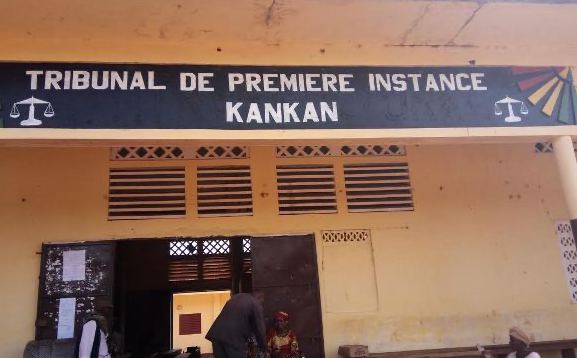 TRIBUNAL DE PREMIERE INSTANCE
KANKAN